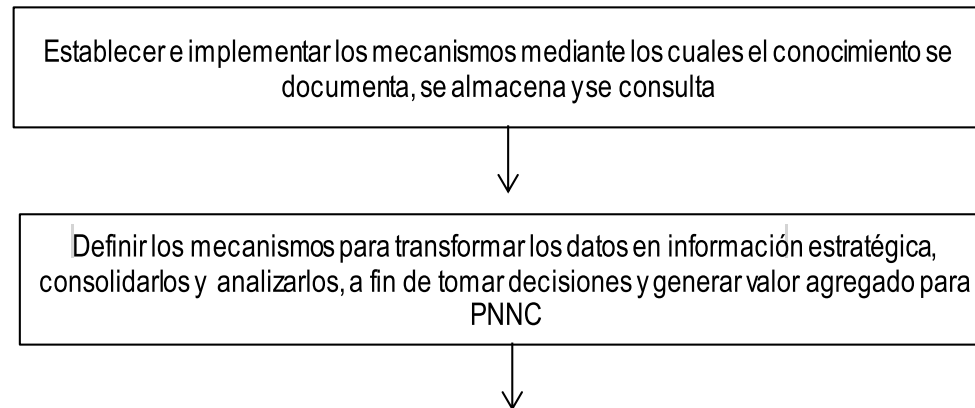 Establecer e implementar los mecanismos mediante los cuales el conocimiento se
documenta, se almacena y se consulta
Definir los mecanismos para transformar los datos en información estratégica,
consolidarlos y analizarlos, a fin de tomar decisiones y generar valor agregado para
PNNC